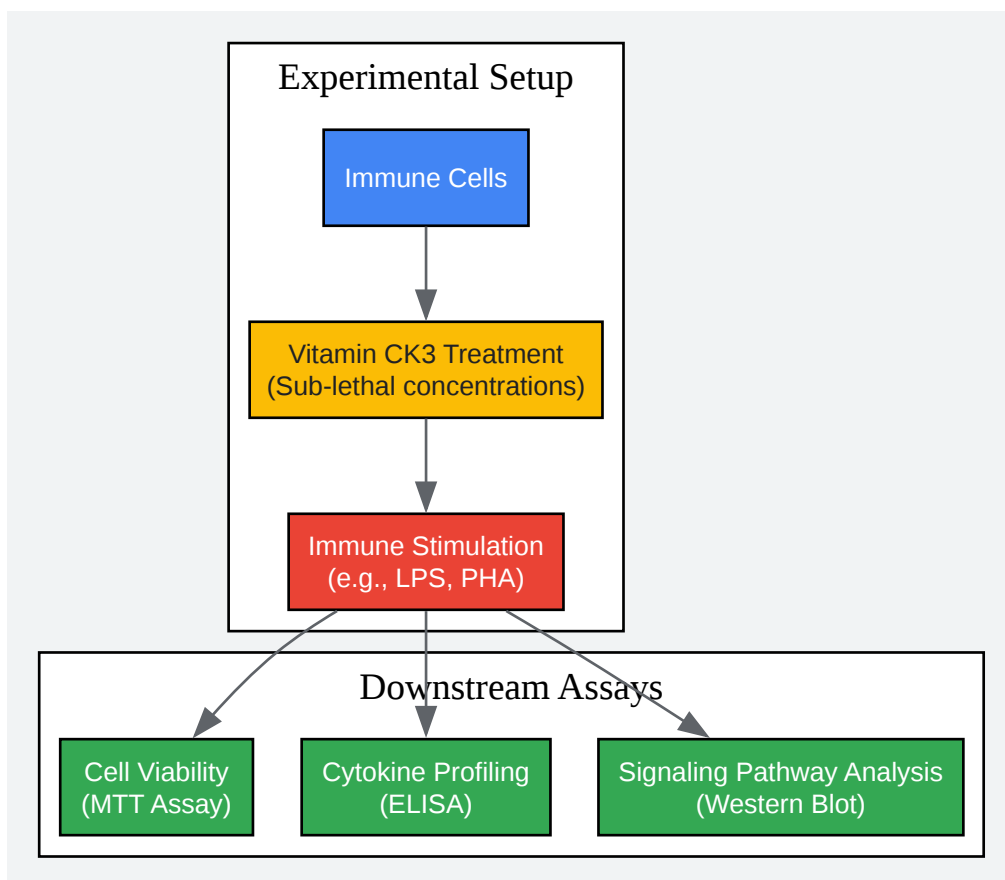 Experimental Setup
Immune Cells
Vitamin CK3 Treatment
(Sub-lethal concentrations)
Immune Stimulation
(e.g., LPS, PHA)
Downstream Assays
Cell Viability
(MTT Assay)
Cytokine Profiling
(ELISA)
Signaling Pathway Analysis
(Western Blot)